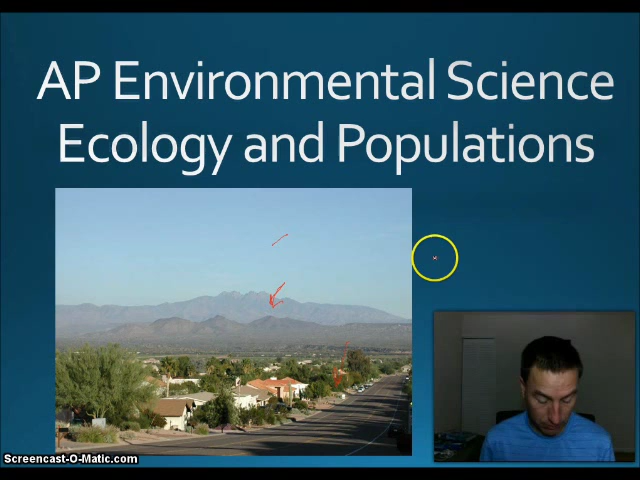 AP Environmental Science
Ecology and Populations
Screencast-O-Matic.com